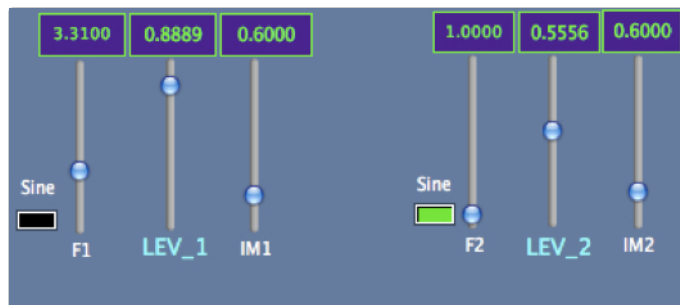 3.3100 0.8889 0.6000 1.0000 0.5556 0.6000
Sine Sine
F1 LEV_1 IM1 F2 LEV_2 IM2